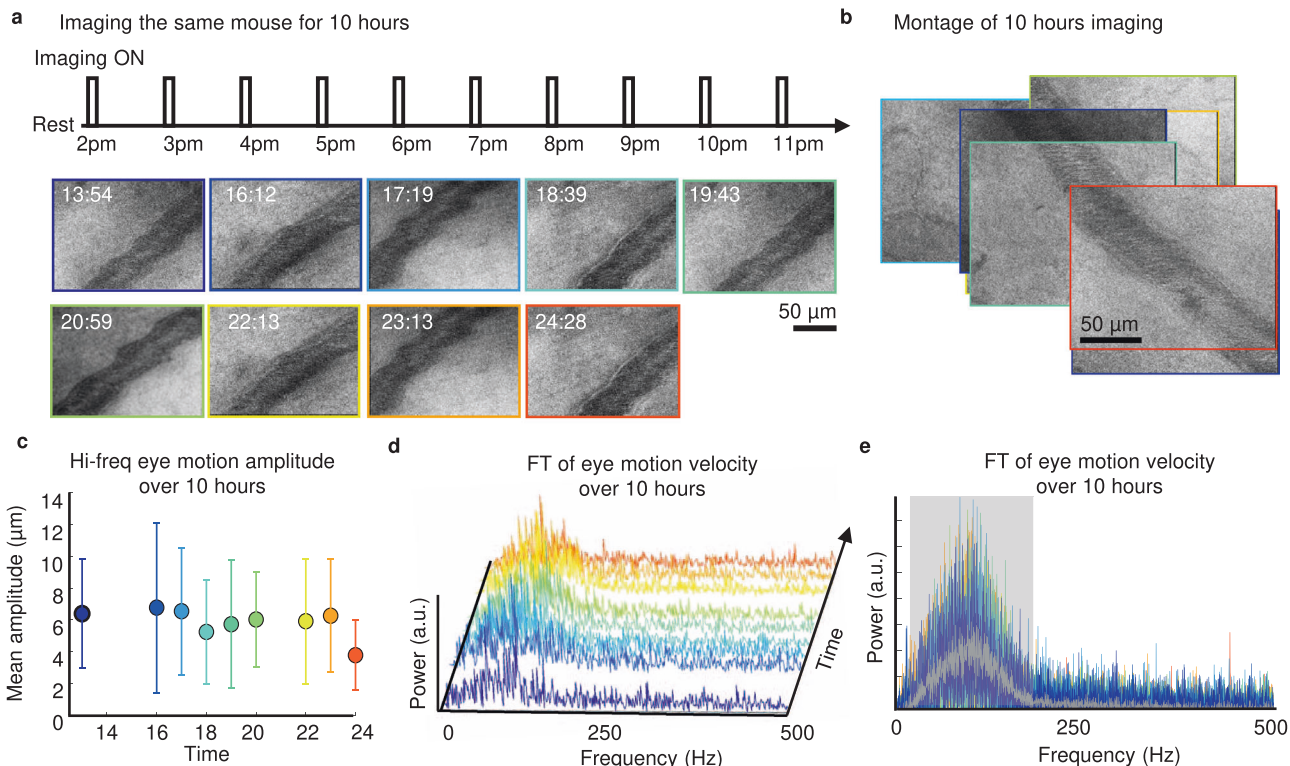 a
Imaging the same mouse for 10 hours
Imaging ON
Rest
2pm 3pm 4pm 5pm 6pm 7pm 8pm 9pm 10pm 11pm
13:54 16:12 17:19 18:39 19:43
20:59 22:13 23:13 24:28
50 µm
b
Montage of 10 hours imaging
50 µm
c
Hi-freq eye motion amplitude
over 10 hours
Mean amplitude (µm)
14
12
10
8
6
4
2
0
14 16 18 20 22 24
Time
d
FT of eye motion velocity
over 10 hours
Power (a.u.)
Time
0 250 500
Frequency (Hz)
e
FT of eye motion velocity
over 10 hours
Power (a.u.)
0 250 500
Frequency (Hz)